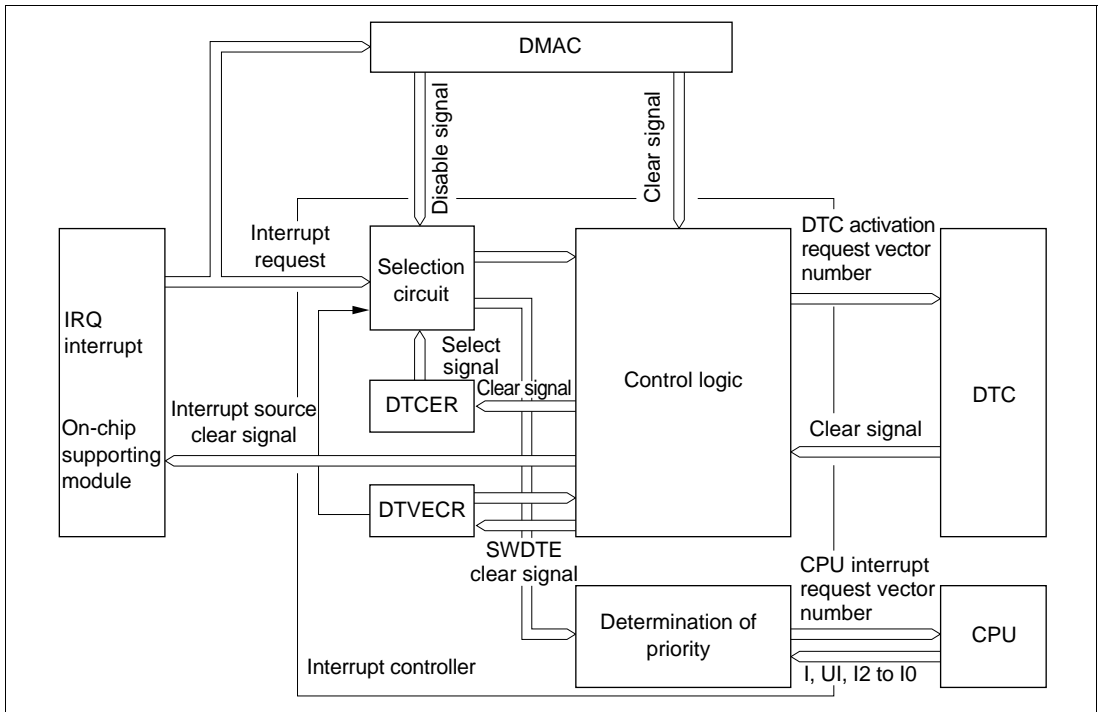 DMAC
Disable signal
Clear signal
Interrupt
request
DTC activation
request vector
number
Selection
circuit
IRQ
interrupt
On-chip
supporting
module
Select
signal
DTCER
Clear signal
Control logic
DTC
Interrupt source
clear signal
Clear signal
DTVECR
SWDTE
clear signal
CPU interrupt
request vector
number
Determination of
priority
CPU
I, UI, I2 to I0
Interrupt controller